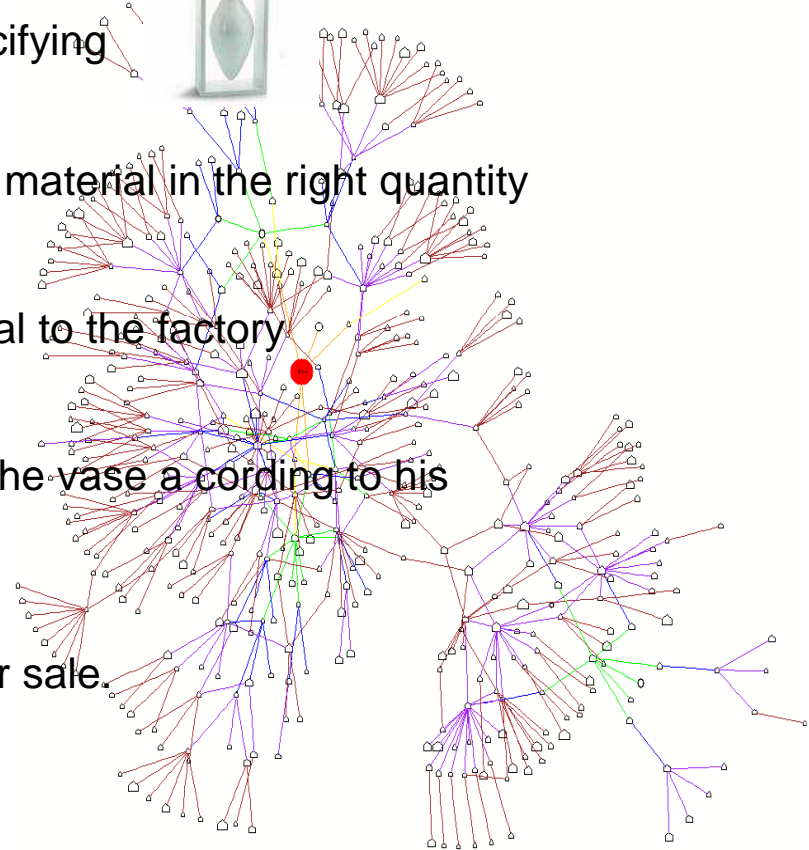 cifying
material in the right quantity
al to the factory
he vase a cording to his
r sale.